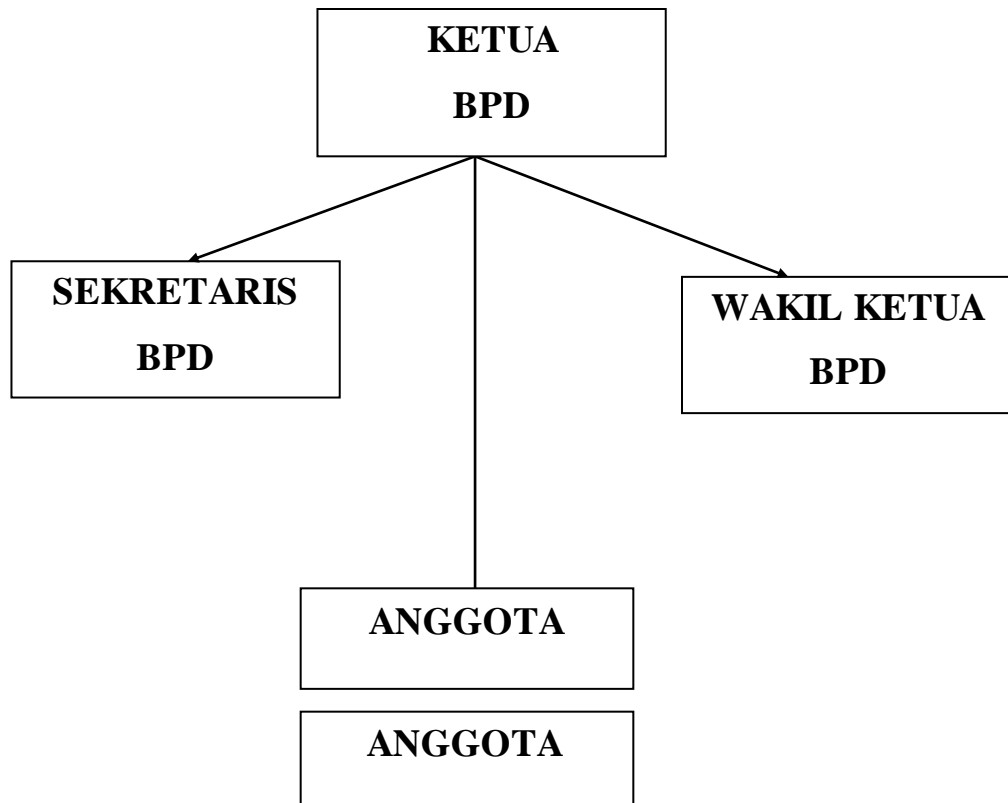 KETUA
BPD
SEKRETARIS
BPD
WAKIL KETUA
BPD
ANGGOTA
ANGGOTA